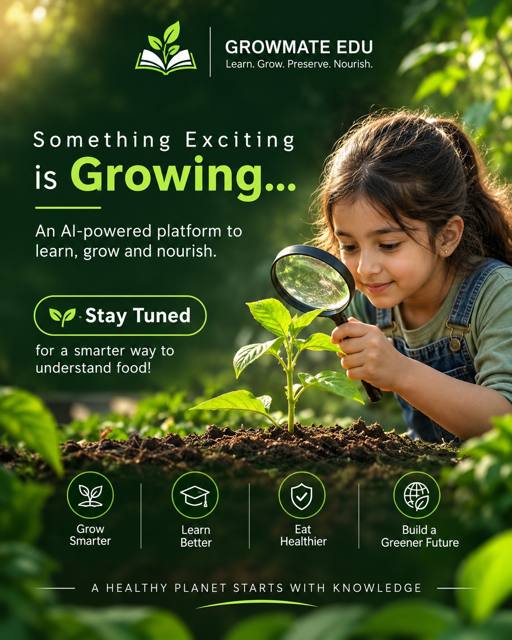 GROWMATE EDU
Learn. Grow. Preserve. Nourish.
Something Exciting
is Growing...
An AI-powered platform to
learn, grow and nourish.
Stay Tuned
for a smarter way to
understand food!
Grow
Smarter
Learn
Better
Eat
Healthier
Build a
Greener Future
A HEALTHY PLANET STARTS WITH KNOWLEDGE